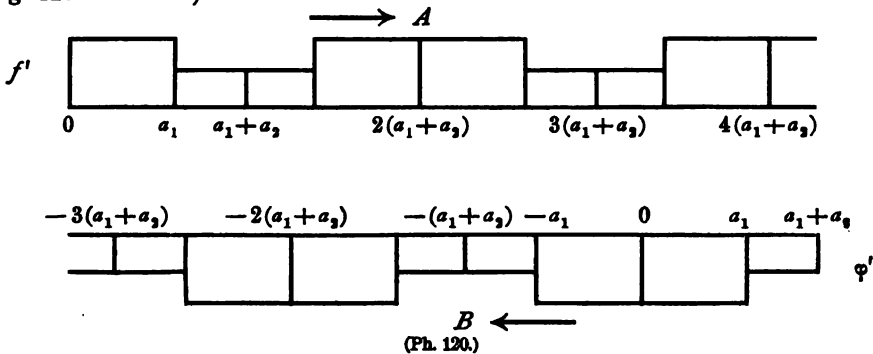 A
f'
0 a₁ a₁+a₂ 2(a₁+a₂) 3(a₁+a₂) 4(a₁+a₂)
−3(a₁+a₂) −2(a₁+a₂) −(a₁+a₂) −a₁ 0 a₁ a₁+a₂
φ'
B
(Ph. 120.)